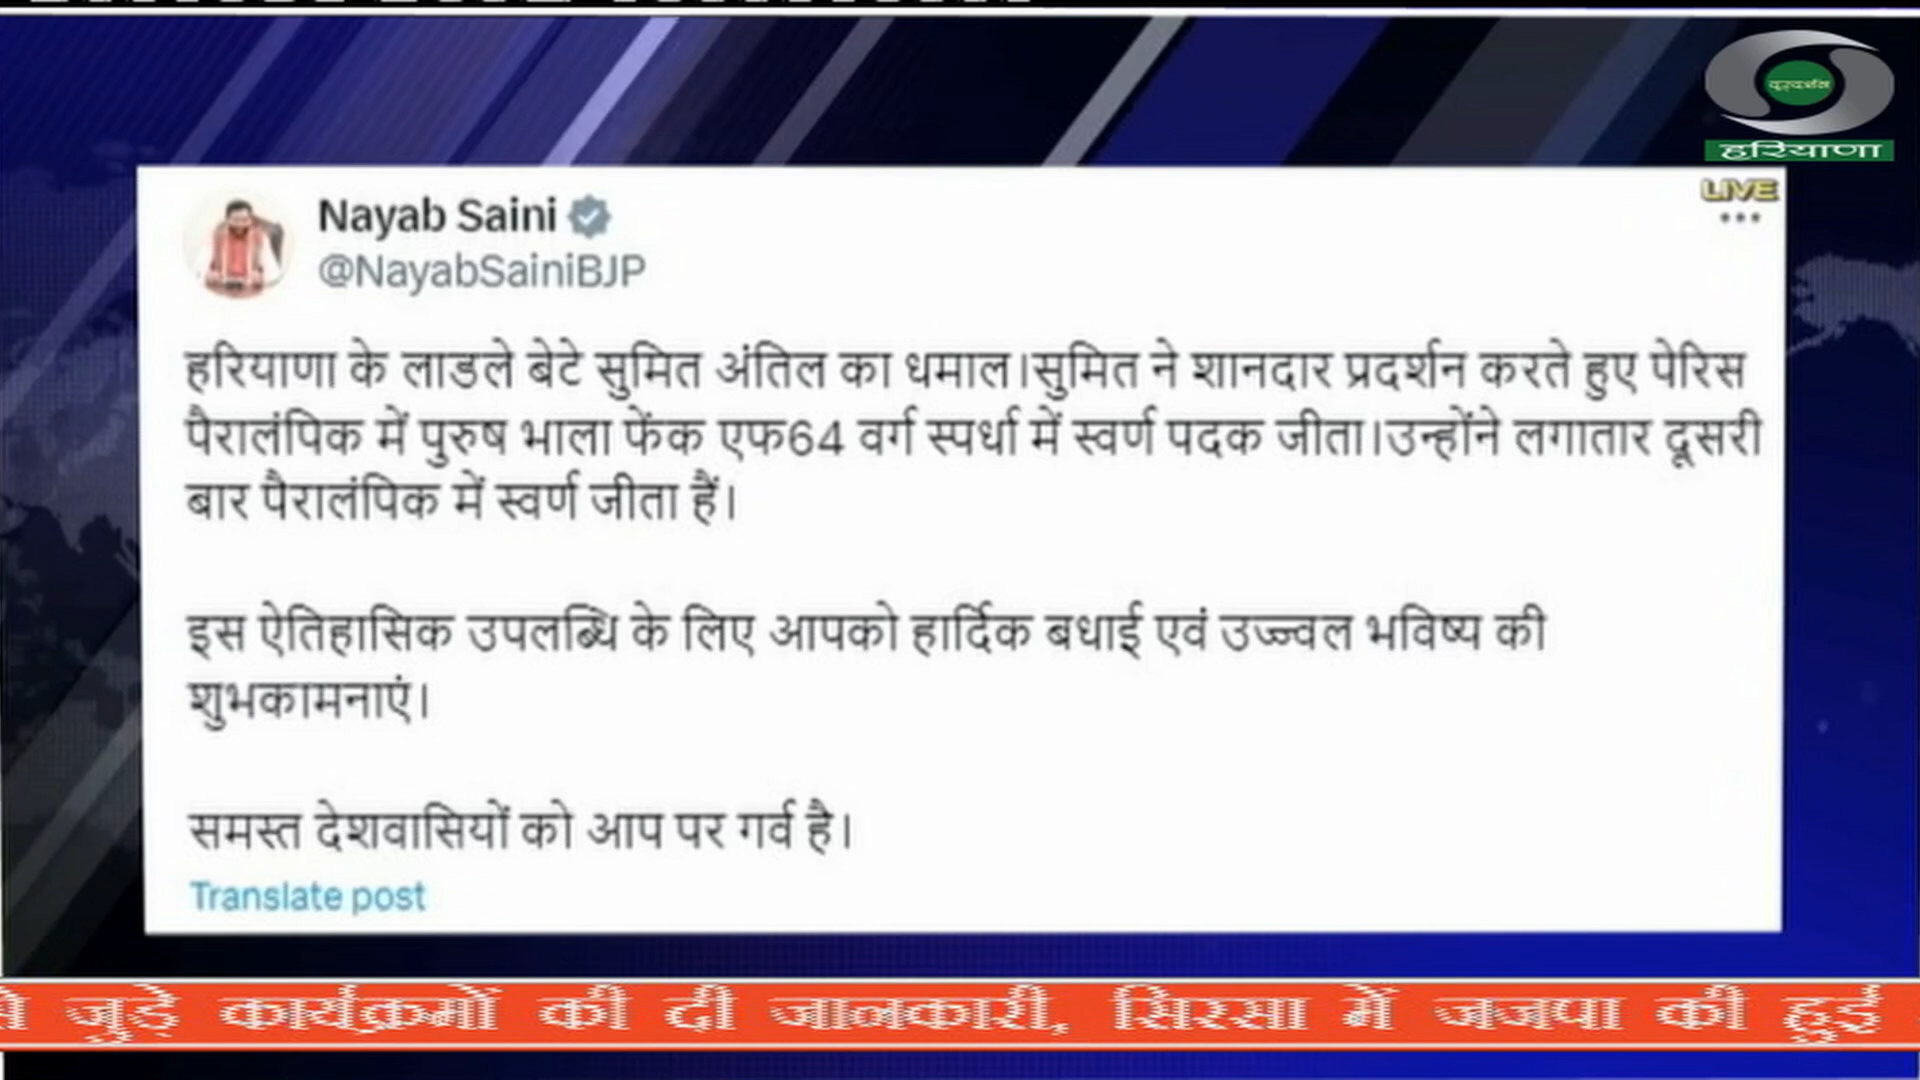 दूरदर्शन
हरियाणा
LIVE
Nayab Saini
@NayabSainiBJP
हरियाणा के लाडले बेटे सुमित अंतिल का धमाल।सुमित ने शानदार प्रदर्शन करते हुए पेरिस
पैरालंपिक में पुरुष भाला फेंक एफ64 वर्ग स्पर्धा में स्वर्ण पदक जीता।उन्होंने लगातार दूसरी
बार पैरालंपिक में स्वर्ण जीता हैं।
इस ऐतिहासिक उपलब्धि के लिए आपको हार्दिक बधाई एवं उज्ज्वल भविष्य की
शुभकामनाएं।
समस्त देशवासियों को आप पर गर्व है।
Translate post
से जुड़े कार्यक्रमों की दी जानकारी, सिरसा में जजपा की हुई